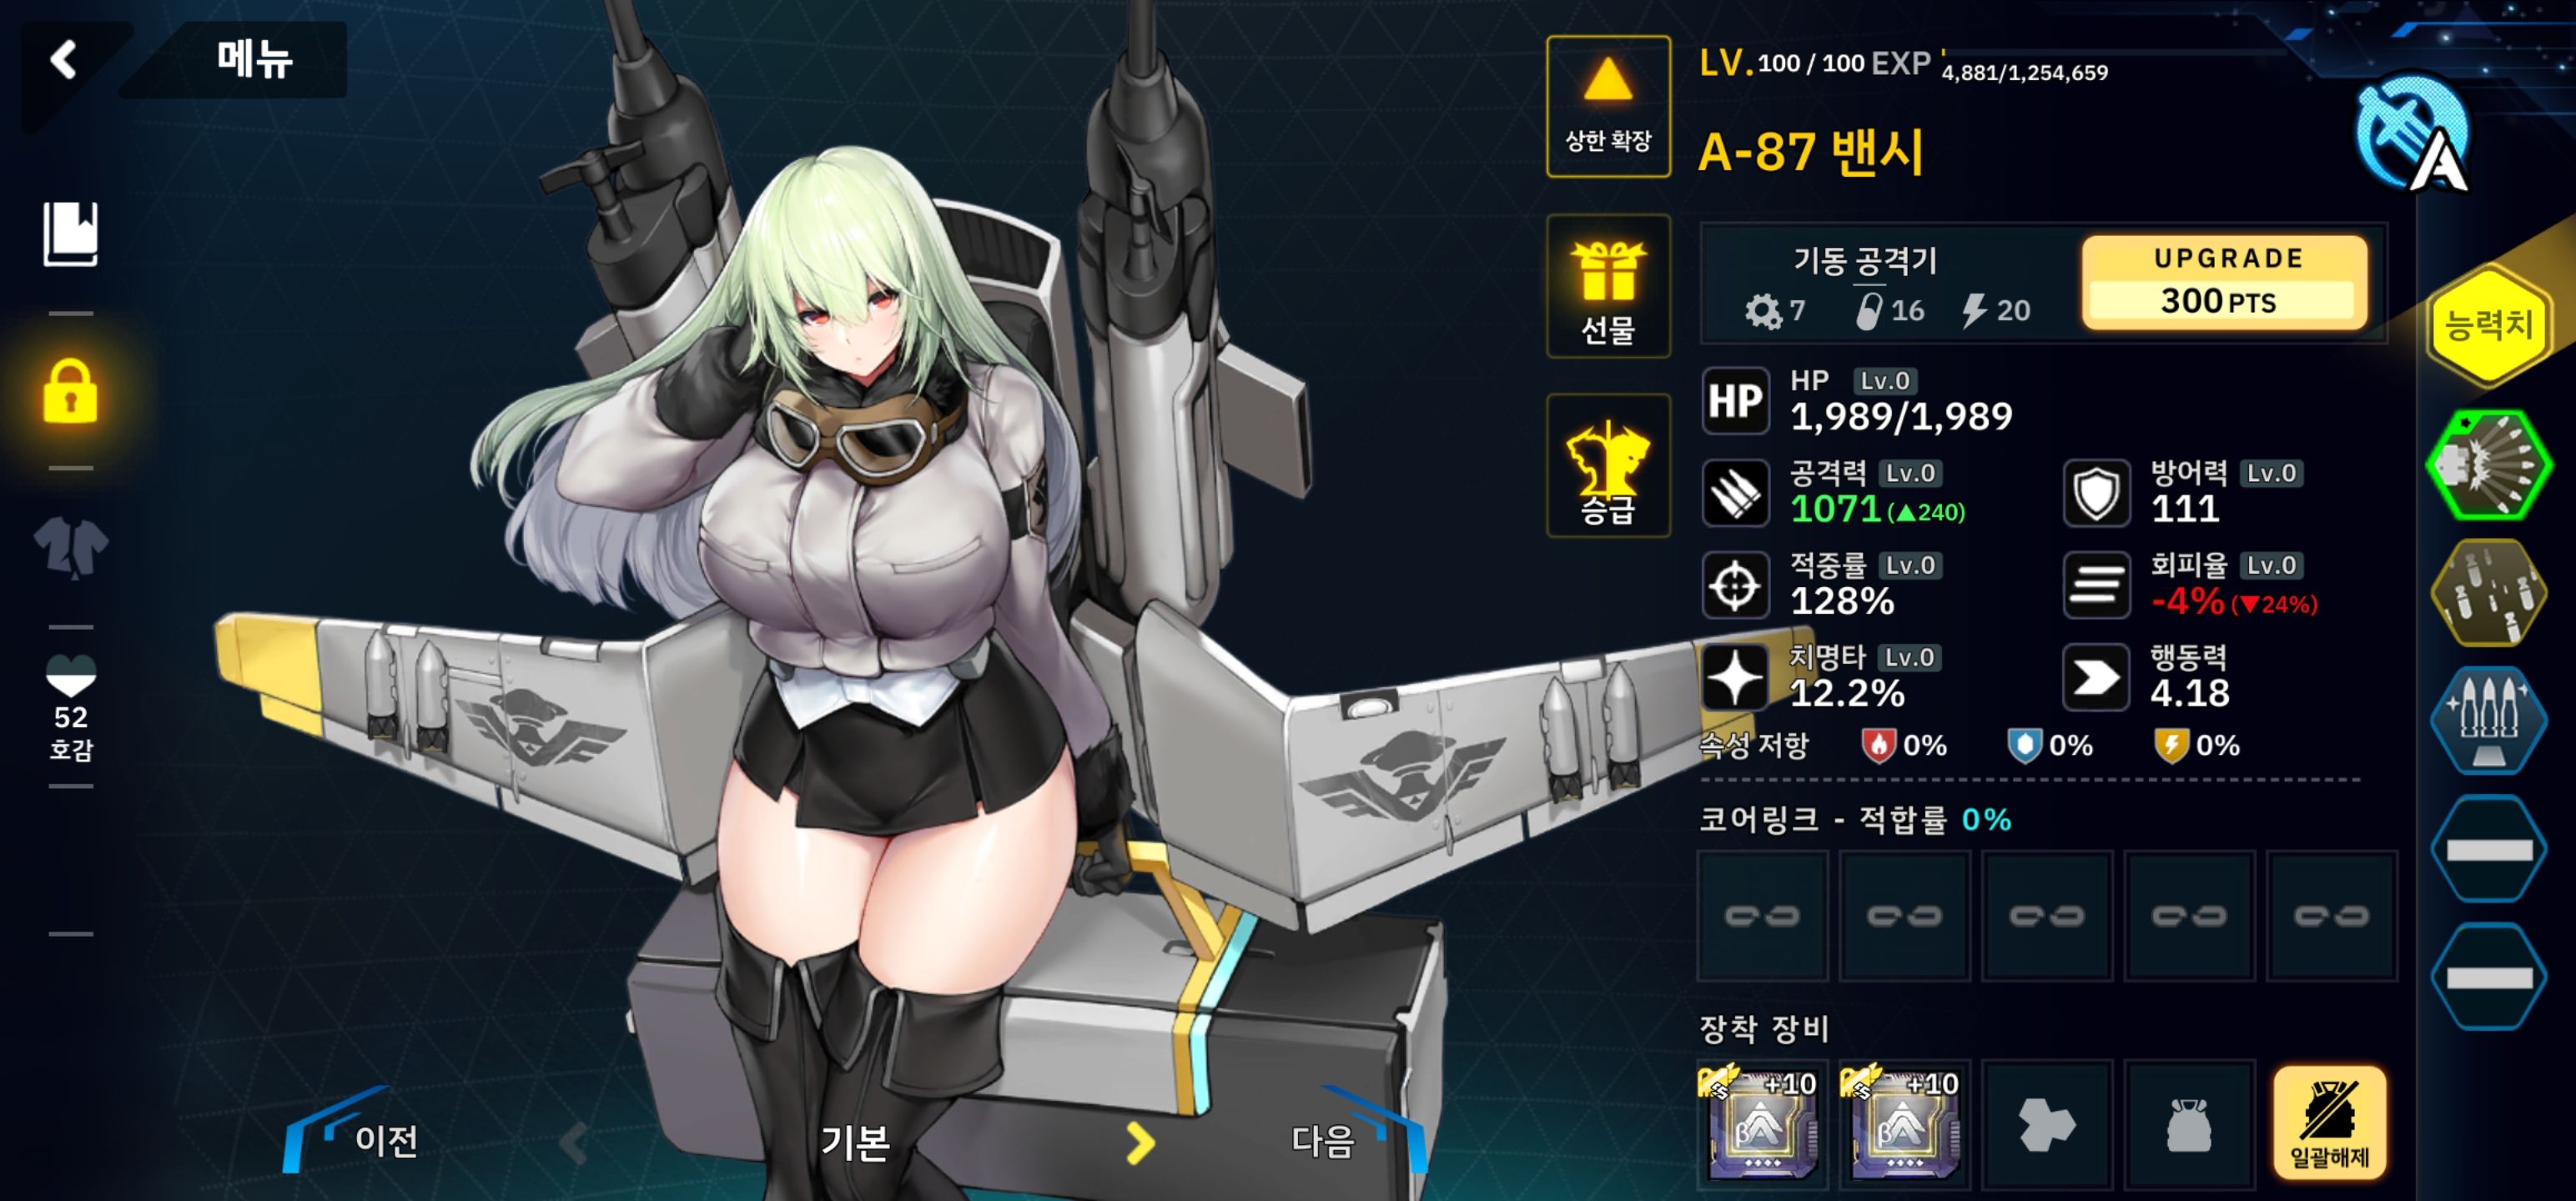 메뉴
52
호감
이전
기본
다음
상한 확장
선물
승급
LV.100 / 100 EXP 4,881/1,254,659
A-87 밴시
A
기동 공격기
7 16 20
UPGRADE
300 PTS
HP
HP Lv.0
1,989/1,989
공격력 Lv.0
1071 (▲240)
방어력 Lv.0
111
적중률 Lv.0
128%
회피율 Lv.0
-4% (▼24%)
치명타 Lv.0
12.2%
행동력
4.18
속성 저항 0% 0% 0%
코어링크 - 적합률 0%
장착 장비
+10 +10
SS SS
β β
일괄해제
능력치